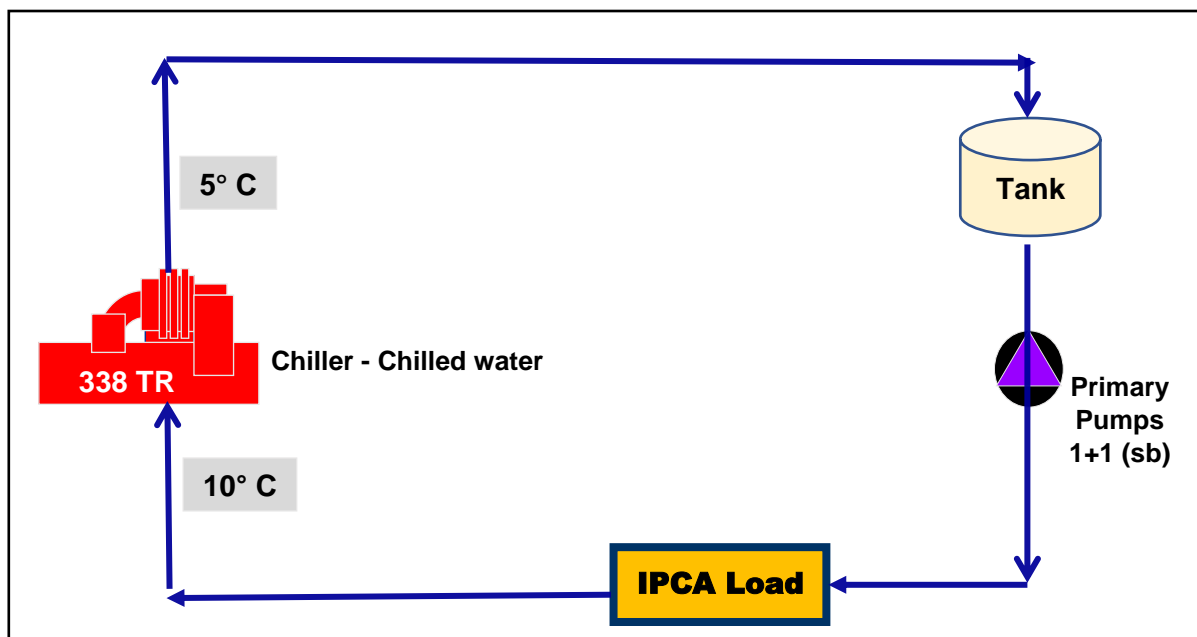 5° C
Tank
Chiller - Chilled water
338 TR
Primary
Pumps
1+1 (sb)
10° C
IPCA Load